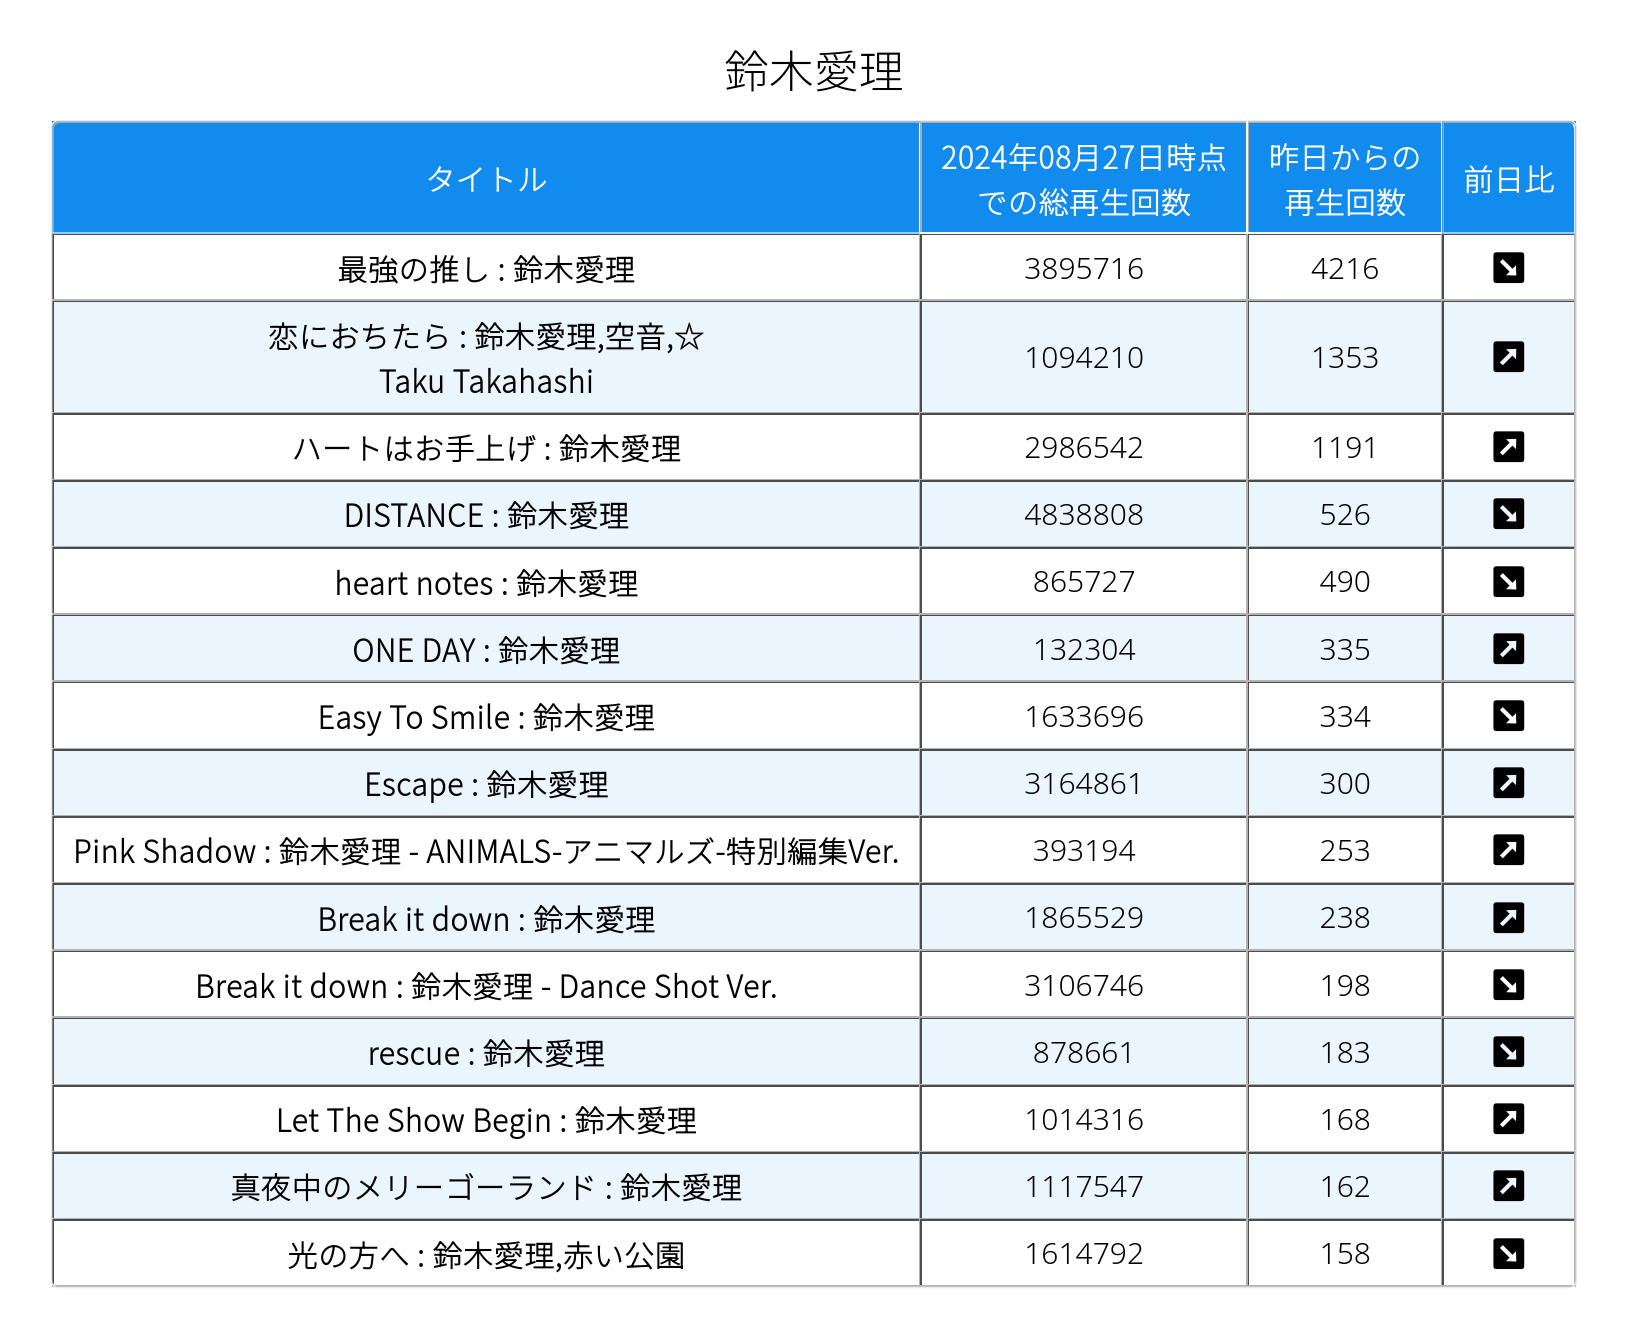 鈴木愛理
タイトル
2024年08月27日時点
での総再生回数
昨日からの
再生回数
前日比
最強の推し : 鈴木愛理 3895716 4216
恋におちたら : 鈴木愛理,空音,☆
Taku Takahashi
1094210 1353
ハートはお手上げ : 鈴木愛理 2986542 1191
DISTANCE : 鈴木愛理 4838808 526
heart notes : 鈴木愛理 865727 490
ONE DAY : 鈴木愛理 132304 335
Easy To Smile : 鈴木愛理 1633696 334
Escape : 鈴木愛理 3164861 300
Pink Shadow : 鈴木愛理 - ANIMALS-アニマルズ-特別編集Ver. 393194 253
Break it down : 鈴木愛理 1865529 238
Break it down : 鈴木愛理 - Dance Shot Ver. 3106746 198
rescue : 鈴木愛理 878661 183
Let The Show Begin : 鈴木愛理 1014316 168
真夜中のメリーゴーランド : 鈴木愛理 1117547 162
光の方へ : 鈴木愛理,赤い公園 1614792 158